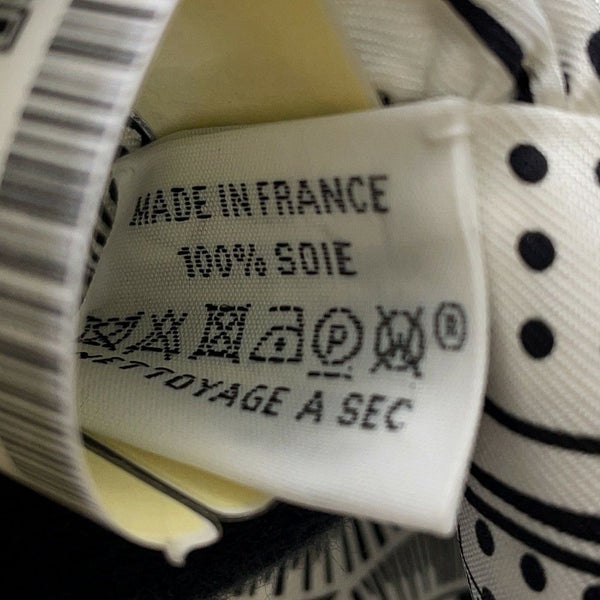 MADE IN FRANCE
100% SOIE
P W ®
NETTOYAGE A SEC